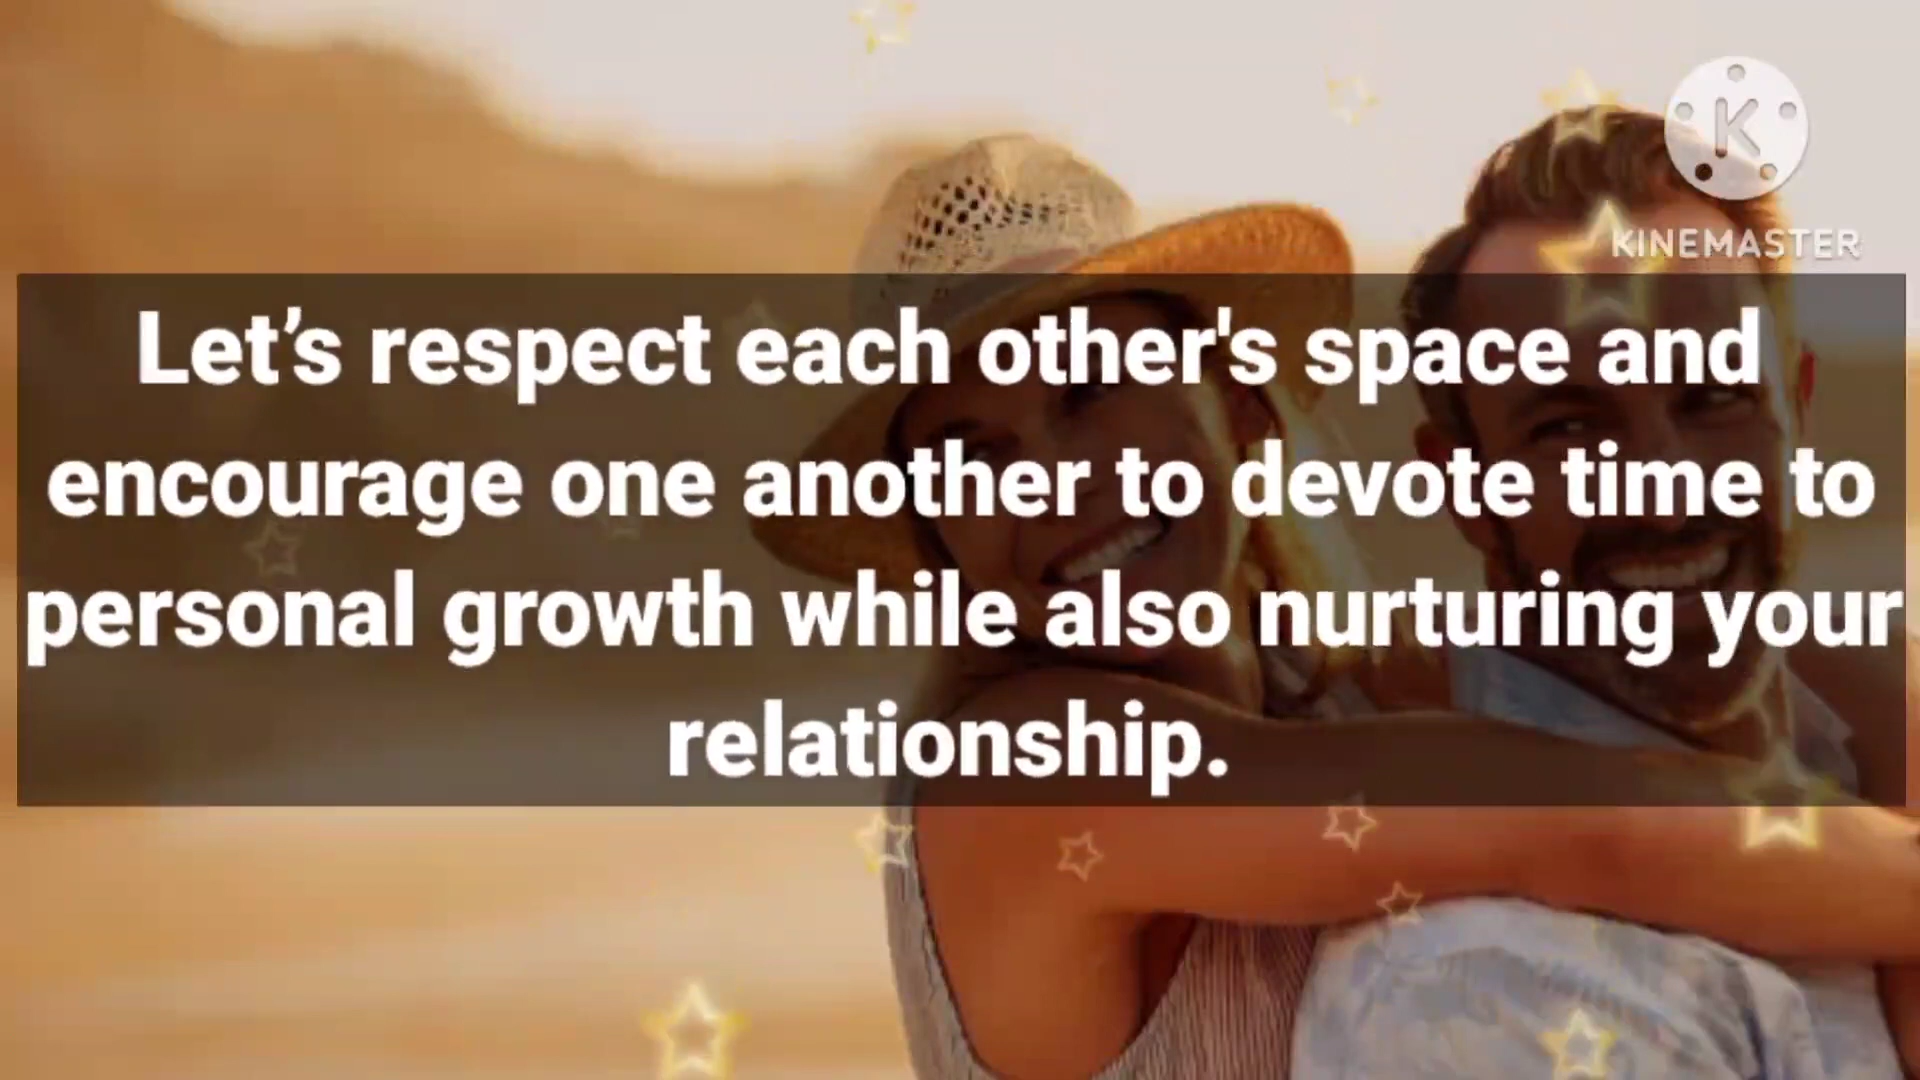 K
KINEMASTER
Let’s respect each other's space and
encourage one another to devote time to
personal growth while also nurturing your
relationship.